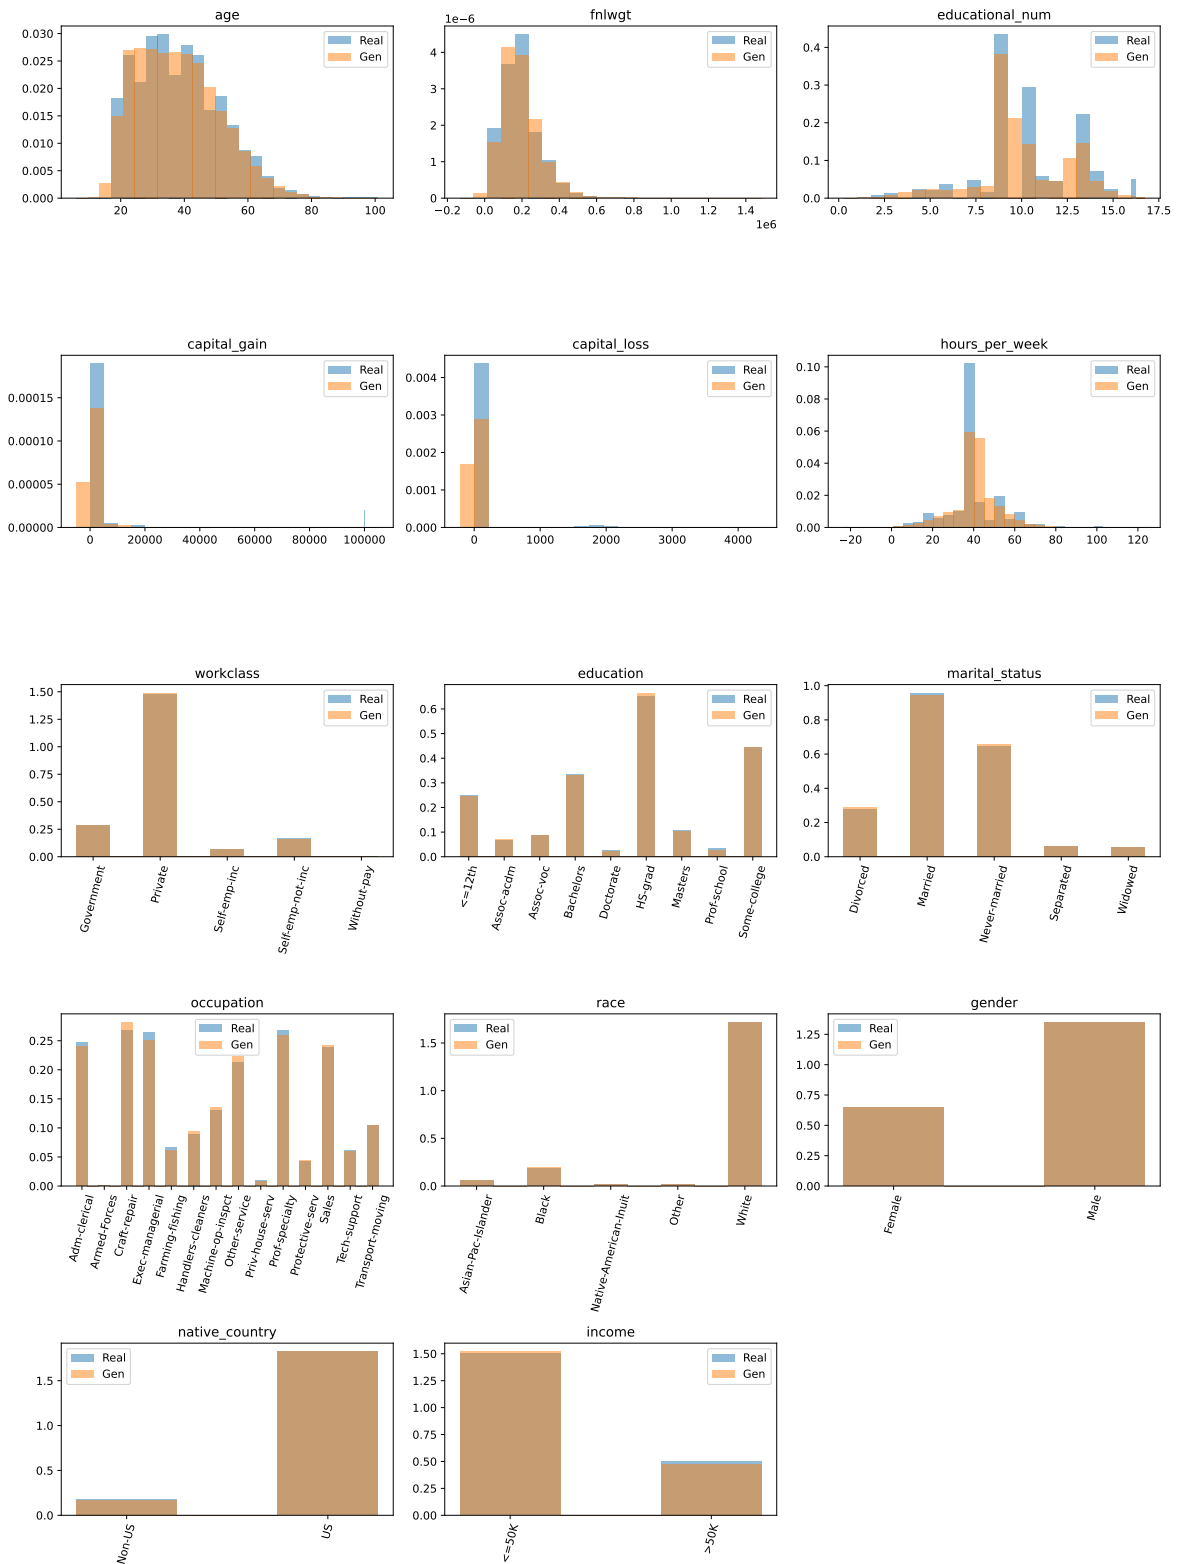 age
0.030
0.025
0.020
0.015
0.010
0.005
0.000
20 40 60 80 100
Real
Gen
fnlwgt
1e−6
4
3
2
1
0
−0.2 0.0 0.2 0.4 0.6 0.8 1.0 1.2 1.4
1e6
Real
Gen
educational_num
0.4
0.3
0.2
0.1
0.0
0.0 2.5 5.0 7.5 10.0 12.5 15.0 17.5
Real
Gen
capital_gain
0.00015
0.00010
0.00005
0.00000
0 20000 40000 60000 80000 100000
Real
Gen
capital_loss
0.004
0.003
0.002
0.001
0.000
0 1000 2000 3000 4000
Real
Gen
hours_per_week
0.10
0.08
0.06
0.04
0.02
0.00
−20 0 20 40 60 80 100 120
Real
Gen
workclass
1.50
1.25
1.00
0.75
0.50
0.25
0.00
Government
Private
Self-emp-inc
Self-emp-not-inc
Without-pay
Real
Gen
education
0.6
0.5
0.4
0.3
0.2
0.1
0.0
<=12th
Assoc-acdm
Assoc-voc
Bachelors
Doctorate
HS-grad
Masters
Prof-school
Some-college
Real
Gen
marital_status
1.0
0.8
0.6
0.4
0.2
0.0
Divorced
Married
Never-married
Separated
Widowed
Real
Gen
occupation
0.25
0.20
0.15
0.10
0.05
0.00
Adm-clerical
Armed-Forces
Craft-repair
Exec-managerial
Farming-fishing
Handlers-cleaners
Machine-op-inspct
Other-service
Priv-house-serv
Prof-specialty
Protective-serv
Sales
Tech-support
Transport-moving
Real
Gen
race
1.5
1.0
0.5
0.0
Asian-Pac-Islander
Black
Native-American-Inuit
Other
White
Real
Gen
gender
1.25
1.00
0.75
0.50
0.25
0.00
Female
Male
Real
Gen
native_country
1.5
1.0
0.5
0.0
Non-US
US
Real
Gen
income
1.50
1.25
1.00
0.75
0.50
0.25
0.00
<=50K
>50K
Real
Gen